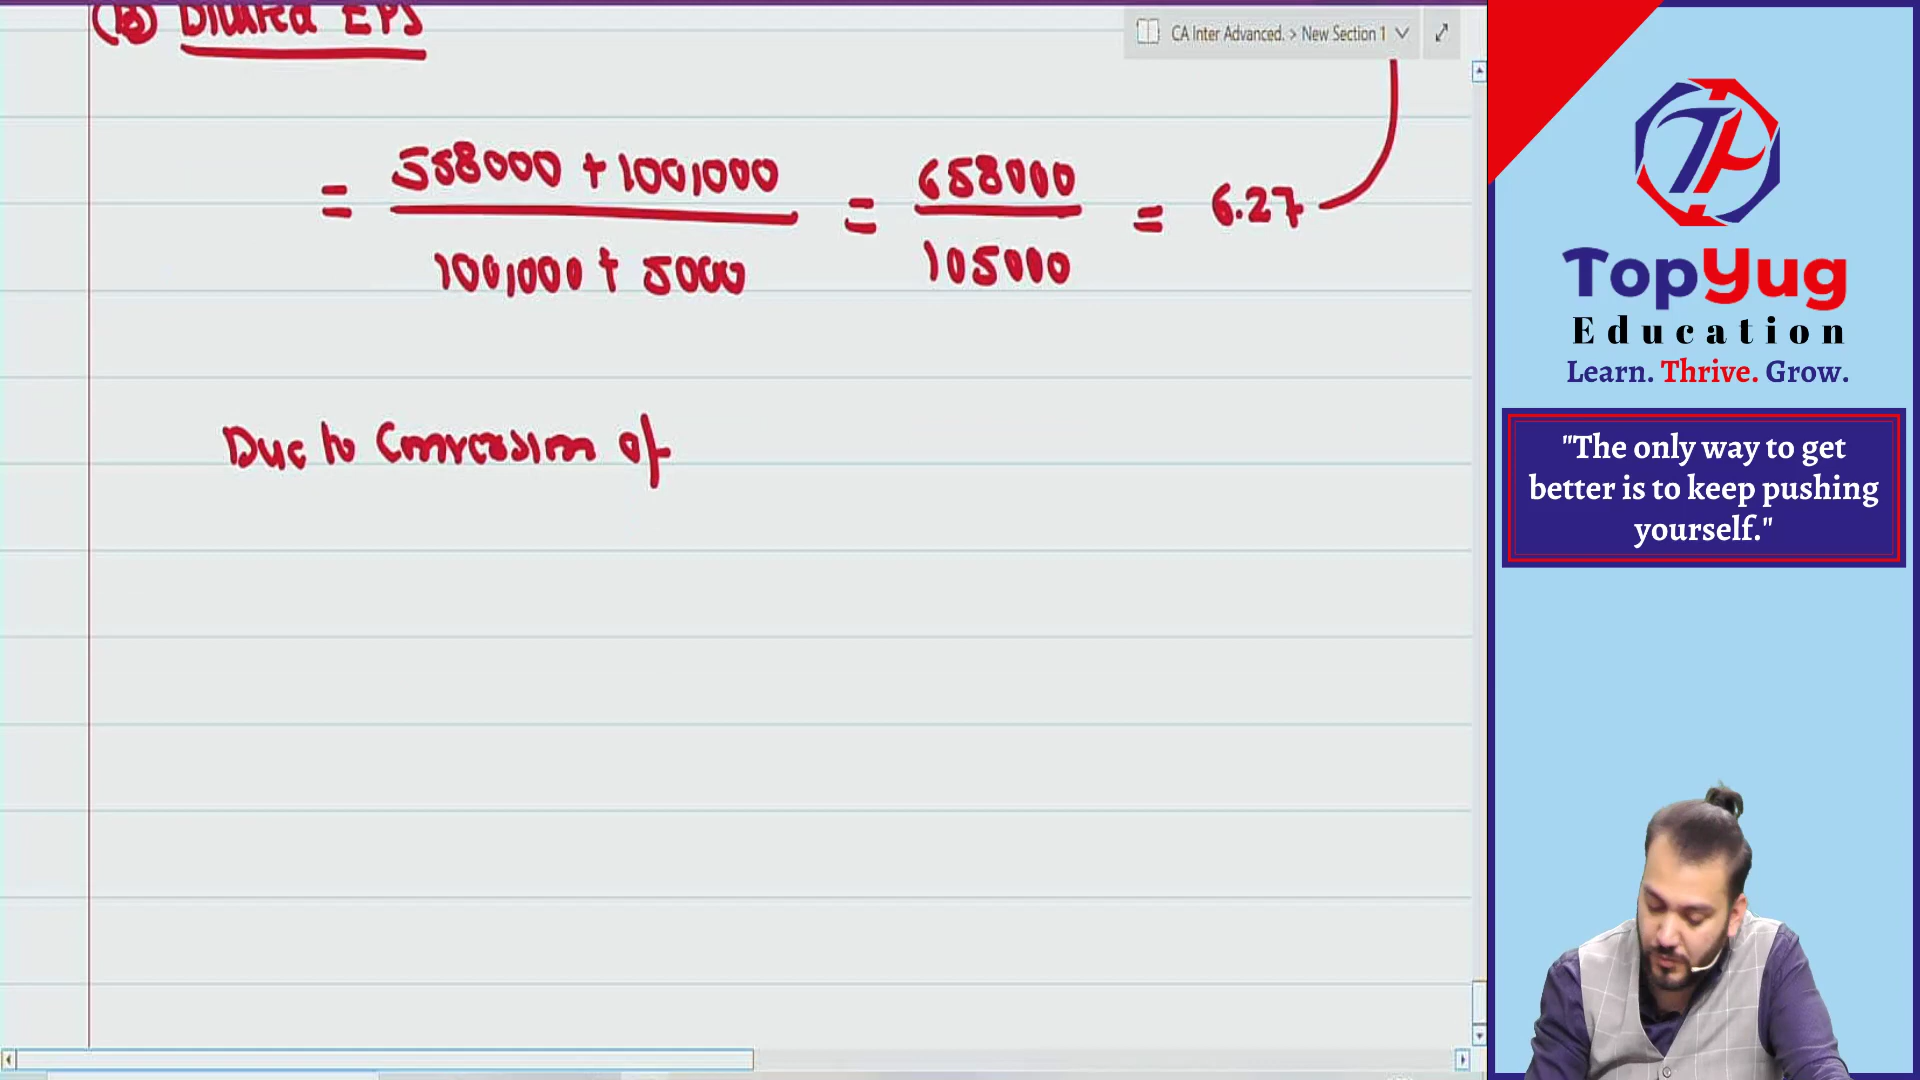 (B) Diluted EPS
CA Inter Advanced. > New Section 1
= 558000 + 100,000 = 658000 = 6.27
100,000 + 5000 105000
Due to Conversion of
TP
TopYug
Education
Learn. Thrive. Grow.
"The only way to get
better is to keep pushing
yourself."